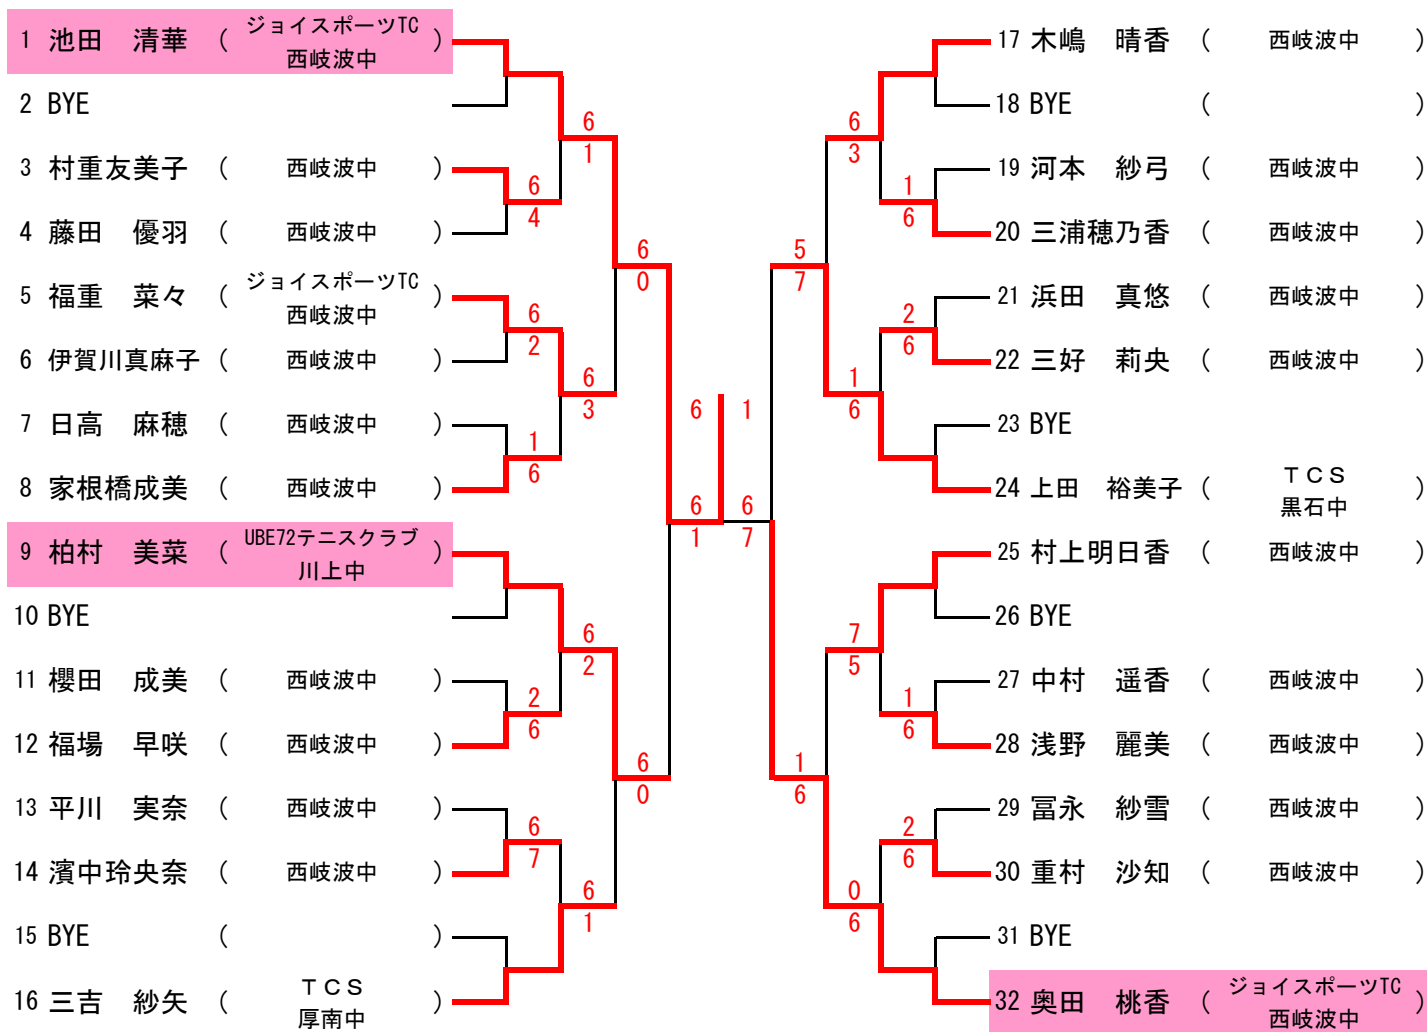 1 池田 清華 ( ジョイスポーツTC 西岐波中 )
2 BYE
3 村重友美子 ( 西岐波中 )
4 藤田 優羽 ( 西岐波中 )
5 福重 菜々 ( ジョイスポーツTC 西岐波中 )
6 伊賀川真麻子 ( 西岐波中 )
7 日高 麻穂 ( 西岐波中 )
8 家根橋成美 ( 西岐波中 )
9 柏村 美菜 ( UBE72テニスクラブ 川上中 )
10 BYE
11 櫻田 成美 ( 西岐波中 )
12 福場 早咲 ( 西岐波中 )
13 平川 実奈 ( 西岐波中 )
14 濱中玲央奈 ( 西岐波中 )
15 BYE ( )
16 三吉 紗矢 ( TCS 厚南中 )
6 4
6 2
1 6
2 6
6 7
6 1
6 3
6 2
6 1
6 0
6 0
6 1
6 1
6 7
5 7
1 6
6 3
1 6
7 5
0 6
1 6
2 6
1 6
2 6
17 木嶋 晴香 ( 西岐波中 )
18 BYE ( )
19 河本 紗弓 ( 西岐波中 )
20 三浦穂乃香 ( 西岐波中 )
21 浜田 真悠 ( 西岐波中 )
22 三好 莉央 ( 西岐波中 )
23 BYE
24 上田 裕美子 ( TCS 黒石中 )
25 村上明日香 ( 西岐波中 )
26 BYE
27 中村 遥香 ( 西岐波中 )
28 浅野 麗美 ( 西岐波中 )
29 冨永 紗雪 ( 西岐波中 )
30 重村 沙知 ( 西岐波中 )
31 BYE
32 奥田 桃香 ( ジョイスポーツTC 西岐波中 )